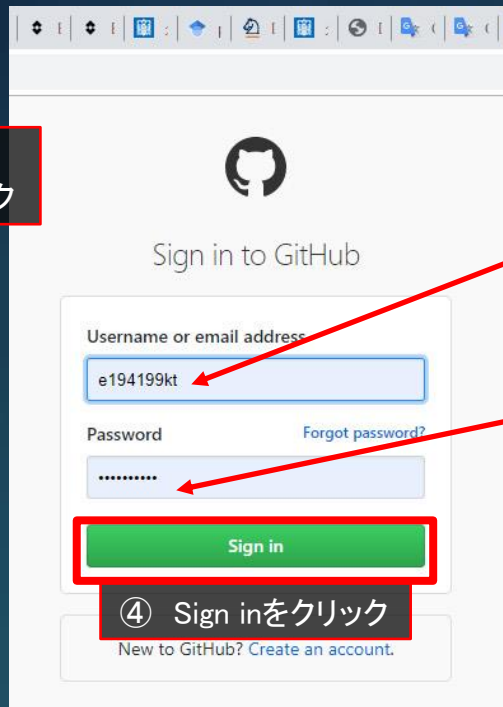 ク
Sign in to GitHub
Username or email address
e194199kt
Password Forgot password?
••••••••••
Sign in
④ Sign inをクリック
New to GitHub? Create an account.